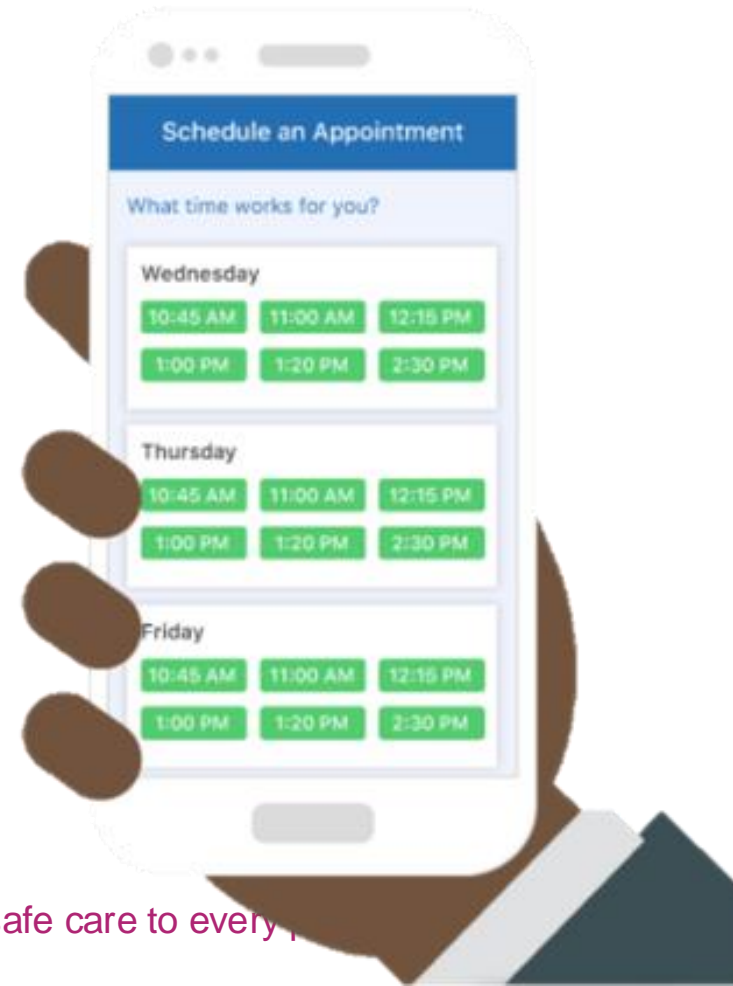 Schedule an Appointment
What time works for you?
Wednesday
10:45 AM 11:00 AM 12:15 PM
1:00 PM 1:20 PM 2:30 PM
Thursday
10:45 AM 11:00 AM 12:15 PM
1:00 PM 1:20 PM 2:30 PM
Friday
10:45 AM 11:00 AM 12:15 PM
1:00 PM 1:20 PM 2:30 PM
care to every